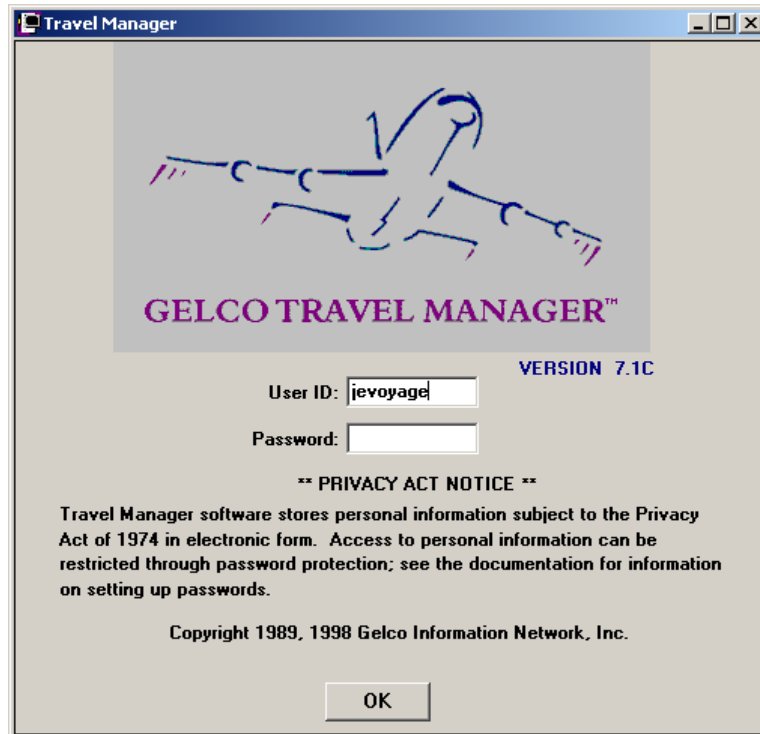 Travel Manager
GELCO TRAVEL MANAGER™
VERSION 7.1C
User ID: jevoyage
Password:
** PRIVACY ACT NOTICE **
Travel Manager software stores personal information subject to the Privacy
Act of 1974 in electronic form.  Access to personal information can be
restricted through password protection; see the documentation for information
on setting up passwords.
Copyright 1989, 1998 Gelco Information Network, Inc.
OK